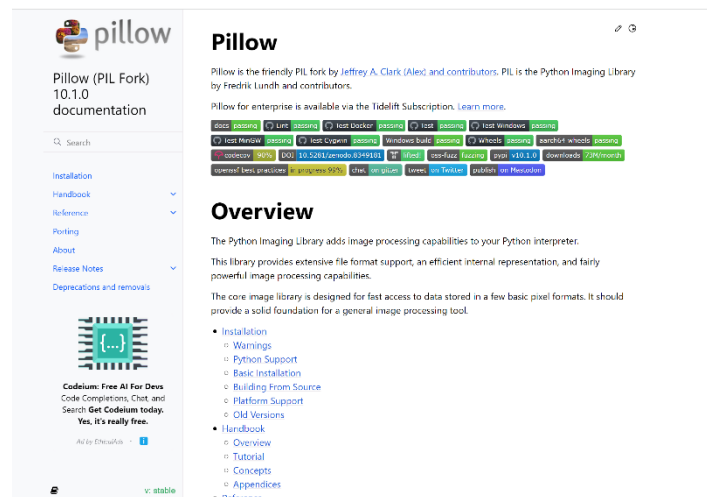 pillow
Pillow (PIL Fork)
10.1.0
documentation
Search
Installation
Handbook
Reference
Porting
About
Release Notes
Deprecations and removals
{...}
Codeium: Free AI For Devs
Code Completions, Chat, and
Search Get Codeium today.
Yes, it's really free.
Ad by EthicalAds
i
v: stable
Pillow
Pillow is the friendly PIL fork by Jeffrey A. Clark (Alex) and contributors. PIL is the Python Imaging Library
by Fredrik Lundh and contributors.
Pillow for enterprise is available via the Tidelift Subscription. Learn more.
docs passing Lint passing Test Docker passing Test passing Test Windows passing
Test MinGW passing Test Cygwin passing Windows build passing Wheels passing aarch64 wheels passing
codecov 90% DOI 10.5281/zenodo.8349181 lifted! oss-fuzz fuzzing pypi v10.1.0 downloads 73M/month
openssf best practices in progress 99% chat on gitter tweet on Twitter publish on Mastodon
Overview
The Python Imaging Library adds image processing capabilities to your Python interpreter.
This library provides extensive file format support, an efficient internal representation, and fairly
powerful image processing capabilities.
The core image library is designed for fast access to data stored in a few basic pixel formats. It should
provide a solid foundation for a general image processing tool.
Installation
Warnings
Python Support
Basic Installation
Building From Source
Platform Support
Old Versions
Handbook
Overview
Tutorial
Concepts
Appendices
Reference